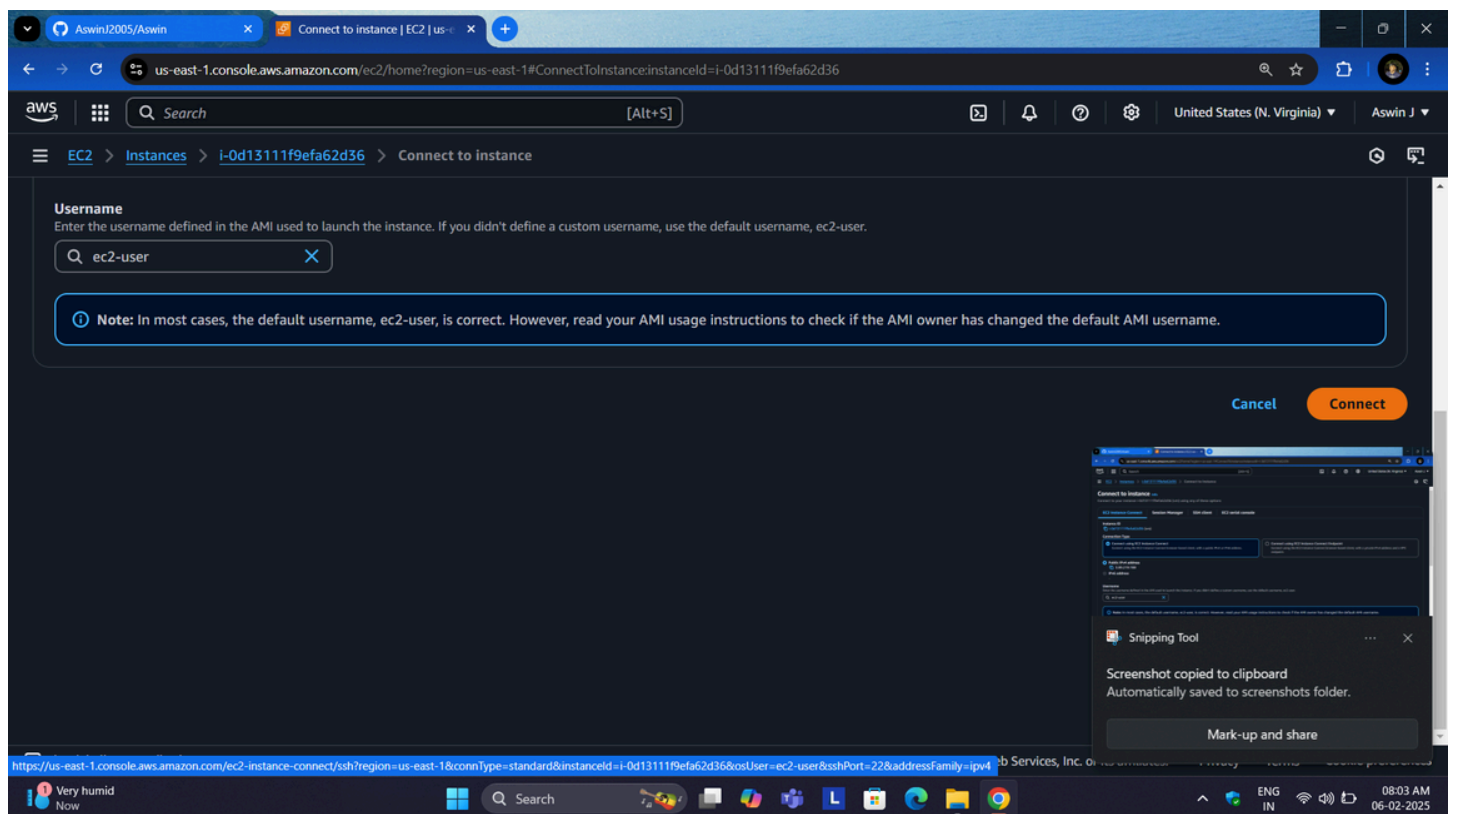 AswinJ2005/Aswin
Connect to instance | EC2 | us-e
us-east-1.console.aws.amazon.com/ec2/home?region=us-east-1#ConnectToInstance:instanceId=i-0d13111f9efa62d36
aws
Search [Alt+S]
United States (N. Virginia) ▼
Aswin J ▼
EC2 > Instances > i-0d13111f9efa62d36 > Connect to instance
Username
Enter the username defined in the AMI used to launch the instance. If you didn't define a custom username, use the default username, ec2-user.
ec2-user
Note: In most cases, the default username, ec2-user, is correct. However, read your AMI usage instructions to check if the AMI owner has changed the default AMI username.
Cancel
Connect
Connect to instance
Snipping Tool
Screenshot copied to clipboard
Automatically saved to screenshots folder.
Mark-up and share
https://us-east-1.console.aws.amazon.com/ec2-instance-connect/ssh?region=us-east-1&connType=standard&instanceId=i-0d13111f9efa62d36&osUser=ec2-user&sshPort=22&addressFamily=ipv4
Services, Inc.
1
Very humid
Now
Search
L
ENG
IN
08:03 AM
06-02-2025